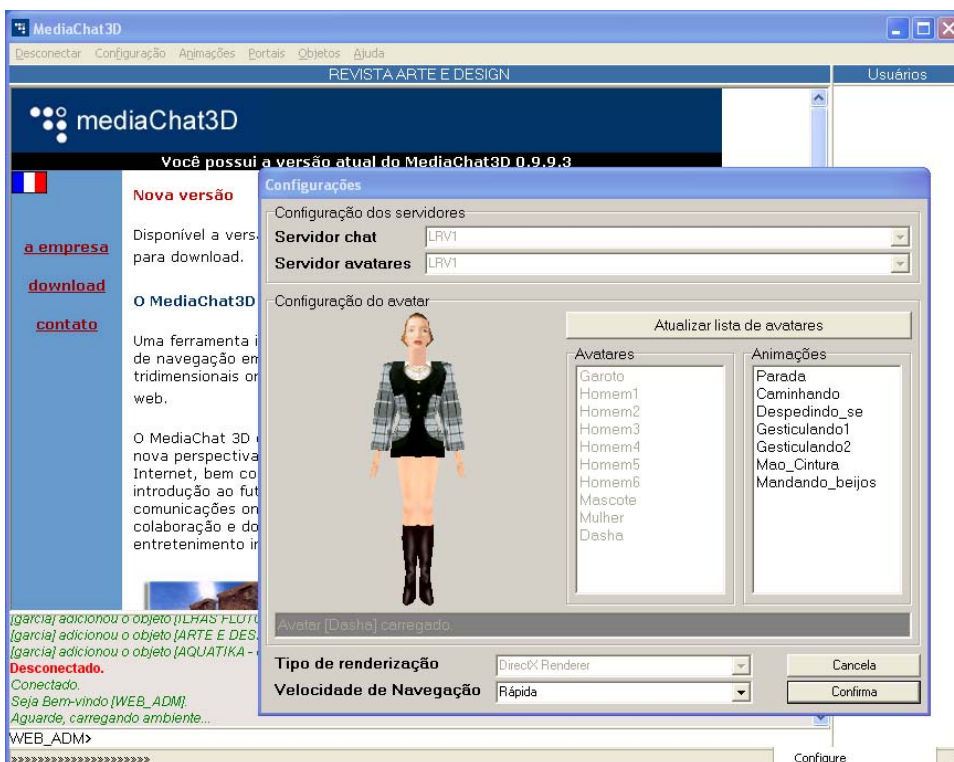 MediaChat3D
Desconectar Configuração Animações Portais Objetos Ajuda
REVISTA ARTE E DESIGN
Usuários
mediaChat3D
Você possui a versão atual do MediaChat3D 0.9.9.3
a empresa
download
contato
Nova versão
Disponível a vers
para download.
O MediaChat3D
Uma ferramenta i
de navegação em
tridimensionais or
web.
O MediaChat 3D
nova perspectiva
Internet, bem co
introdução ao fut
comunicações on
colaboração e do
entretenimento ir
Configurações
Configuração dos servidores
Servidor chat LRV1
Servidor avatares LRV1
Configuração do avatar
Atualizar lista de avatares
Avatares
Garoto
Homem1
Homem2
Homem3
Homem4
Homem5
Homem6
Mascote
Mulher
Dasha
Animações
Parada
Caminhando
Despedindo_se
Gesticulando1
Gesticulando2
Mao_Cintura
Mandando_beijos
Avatar [Dasha] carregado.
Tipo de renderização DirectX Renderer
Velocidade de Navegação Rápida
Cancela
Confirma
[garcia] adicionou o objeto [ILHAS FLUTU
[garcia] adicionou o objeto [ARTE E DES
[garcia] adicionou o objeto [AQUATIKA -
Desconectado.
Conectado.
Seja Bem-vindo [WEB_ADM].
Aguarde, carregando ambiente...
WEB_ADM>
»»»»»»»»»»»»»»»»»»»»»
Configure